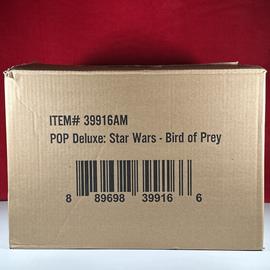 ITEM# 39916AM
POP Deluxe: Star Wars - Bird of Prey
8 89698 39916 6